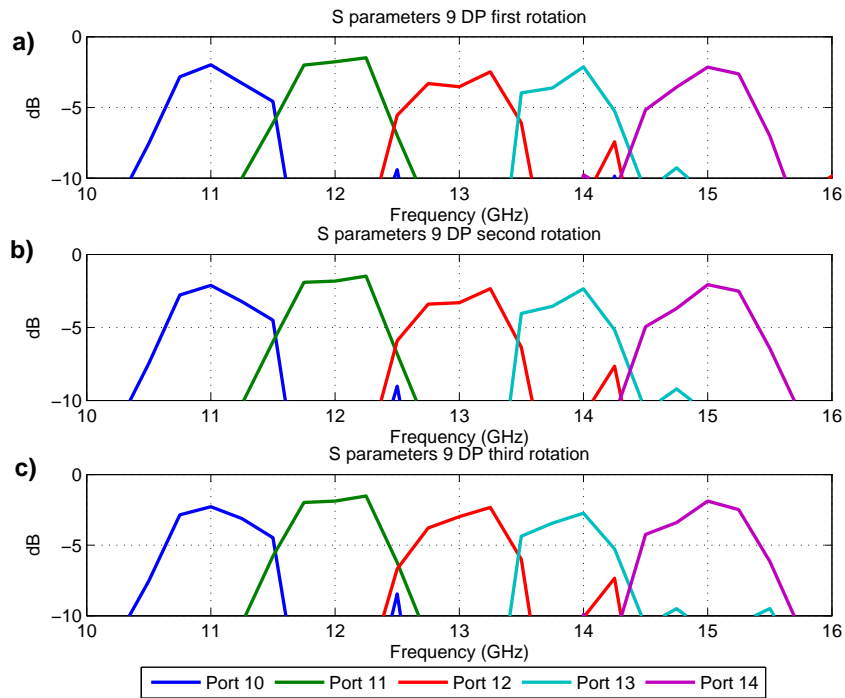 S parameters 9 DP first rotation
a)
0
−5
−10
dB
10 11 12 13 14 15 16
Frequency (GHz)
S parameters 9 DP second rotation
b)
0
−5
−10
dB
10 11 12 13 14 15 16
Frequency (GHz)
S parameters 9 DP third rotation
c)
0
−5
−10
dB
10 11 12 13 14 15 16
Frequency (GHz)
Port 10 Port 11 Port 12 Port 13 Port 14